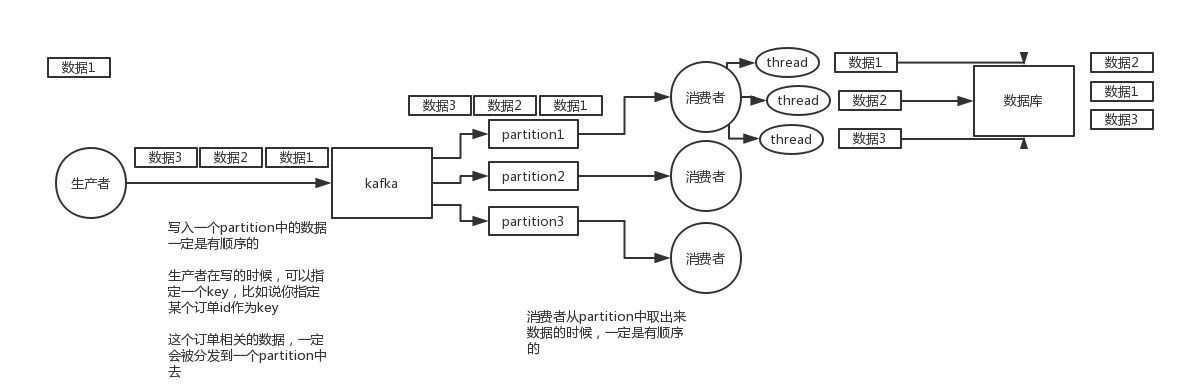 数据1
生产者
数据3 数据2 数据1
写入一个partition中的数据
一定是有顺序的
生产者在写的时候，可以指
定一个key，比如说你指定
某个订单id作为key
这个订单相关的数据，一定
会被分发到一个partition中
去
kafka
数据3 数据2 数据1
partition1
partition2
partition3
消费者
消费者
消费者
消费者从partition中取出来
数据的时候，一定是有顺序
的
thread
thread
thread
数据1
数据2
数据3
数据库
数据2
数据1
数据3